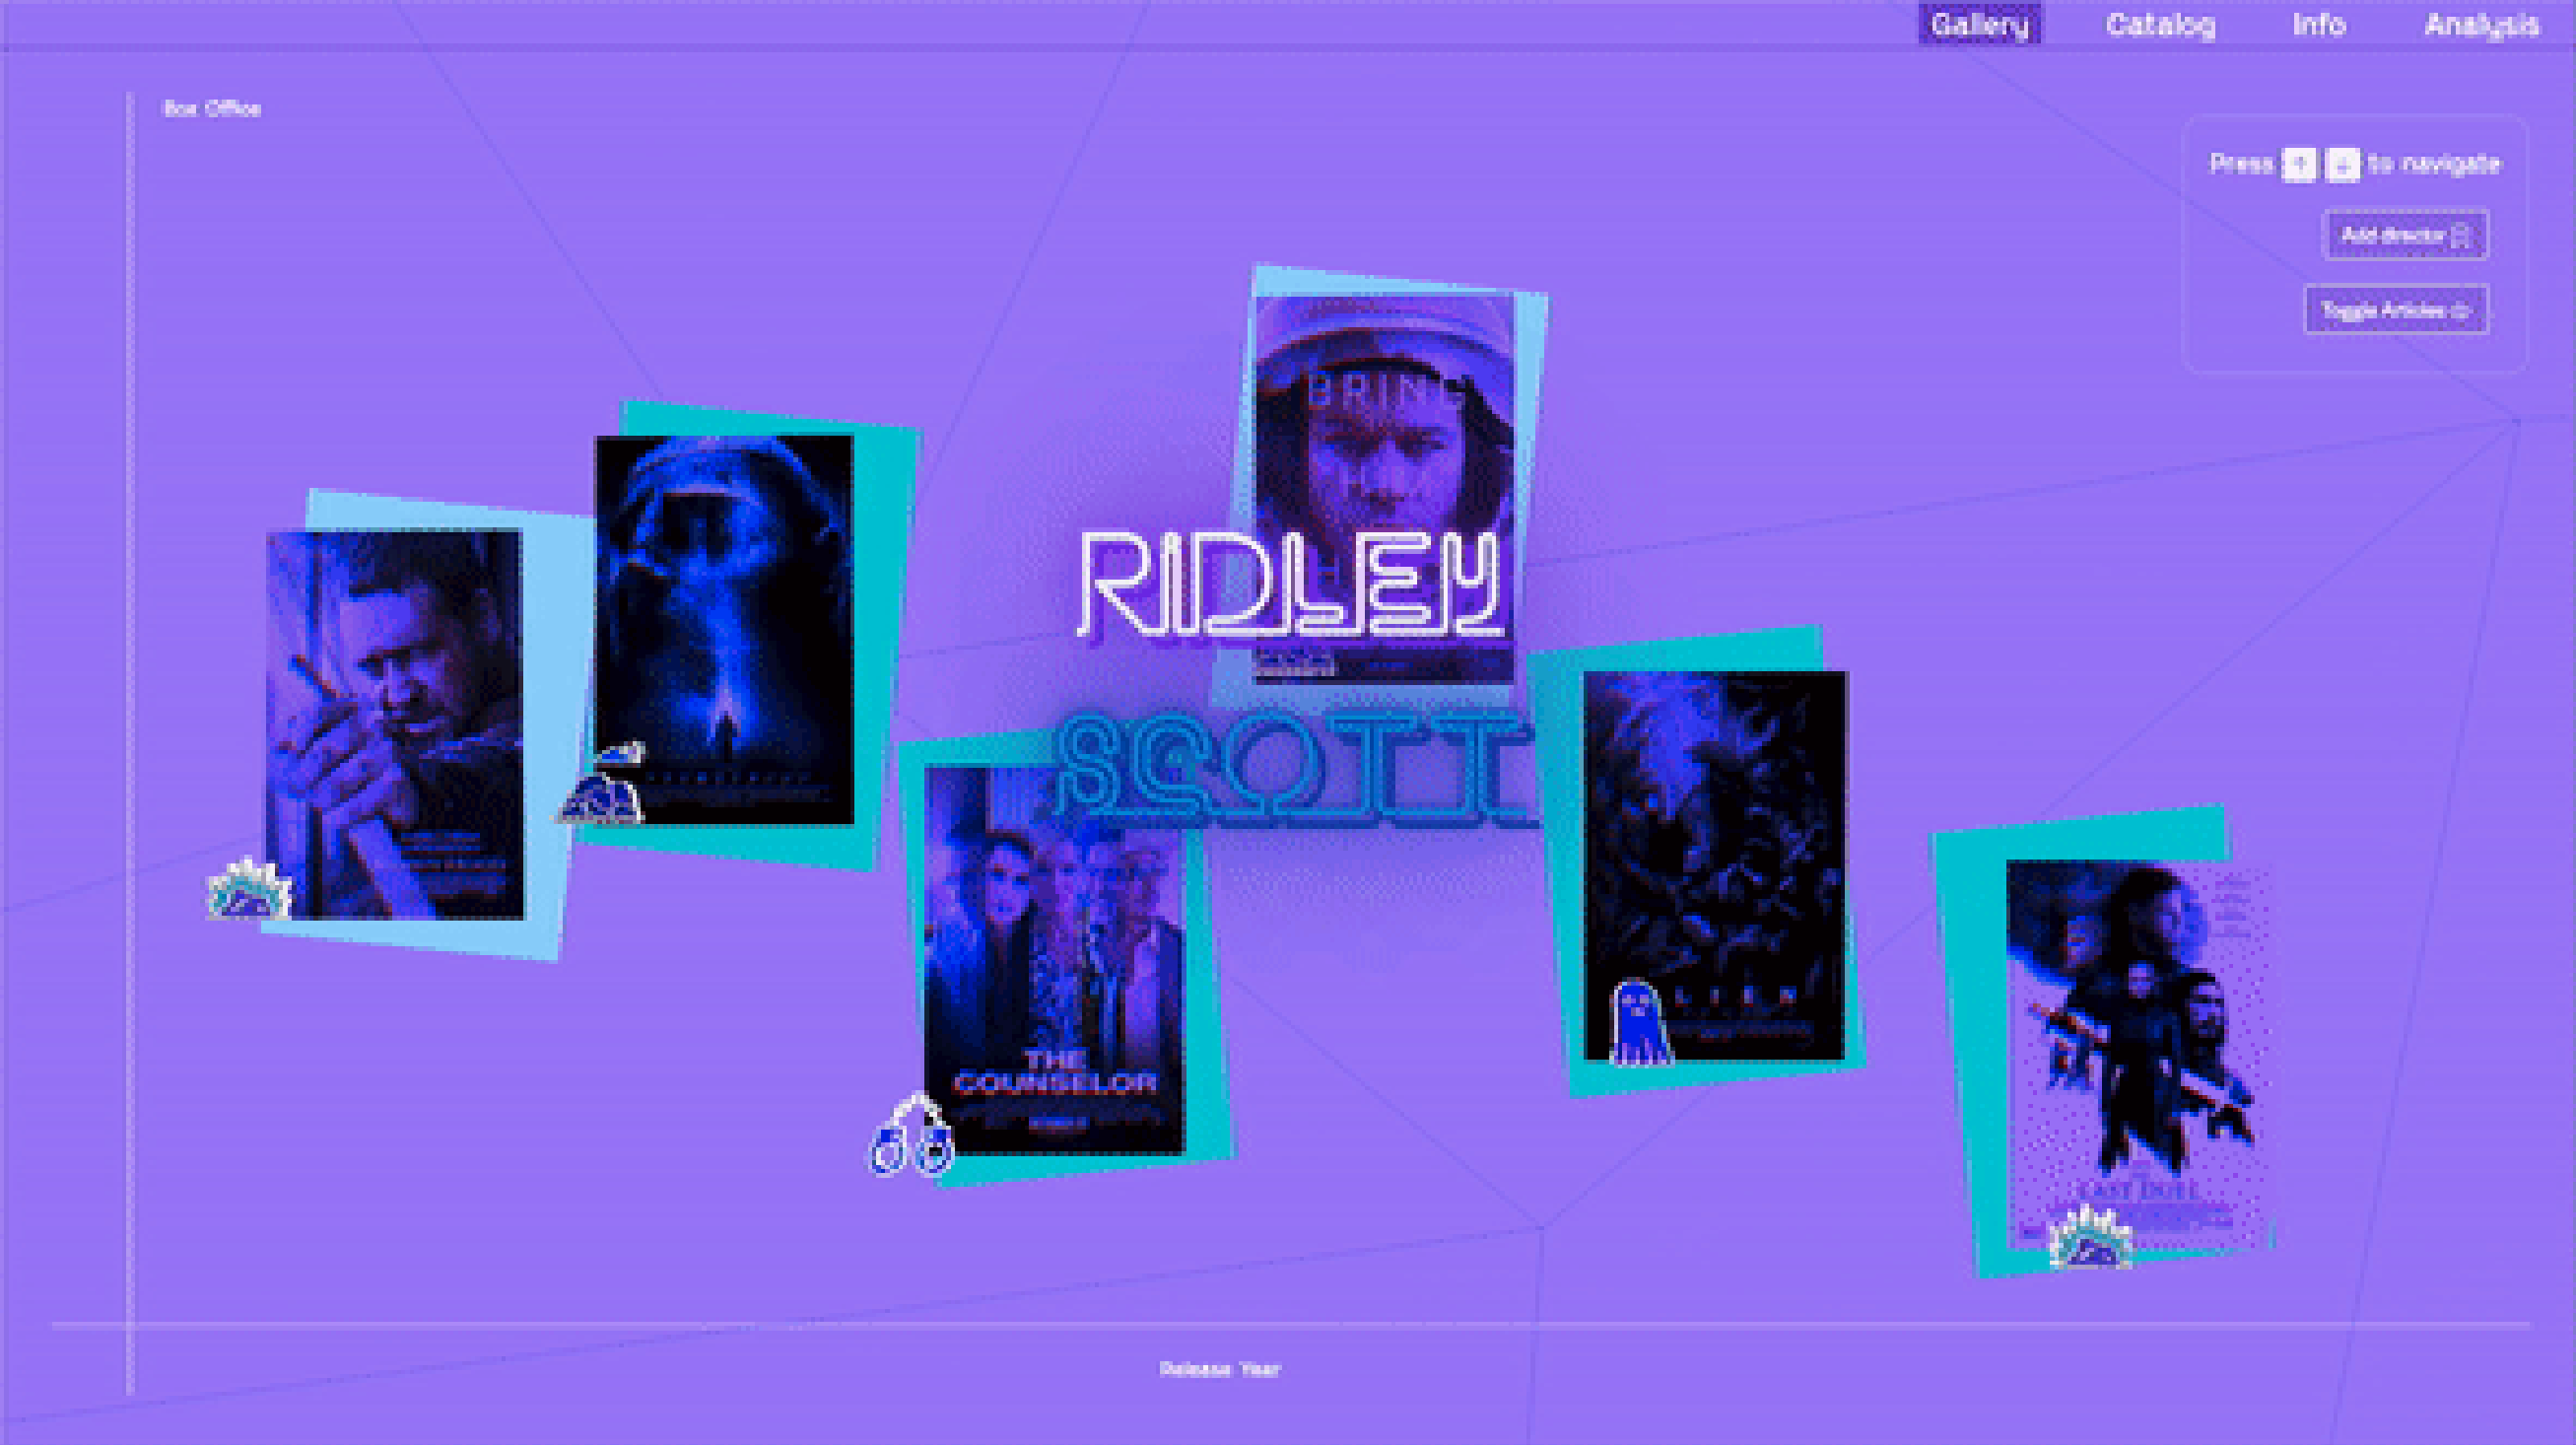 Gallery Catalog Info Analysis
Box Office
Press ↑ ↓ to navigate
Add director
Toggle Articles
BRING
RIDLEY
SCOTT
THE
COUNSELOR
LIEN
LAST DUEL
Release Year